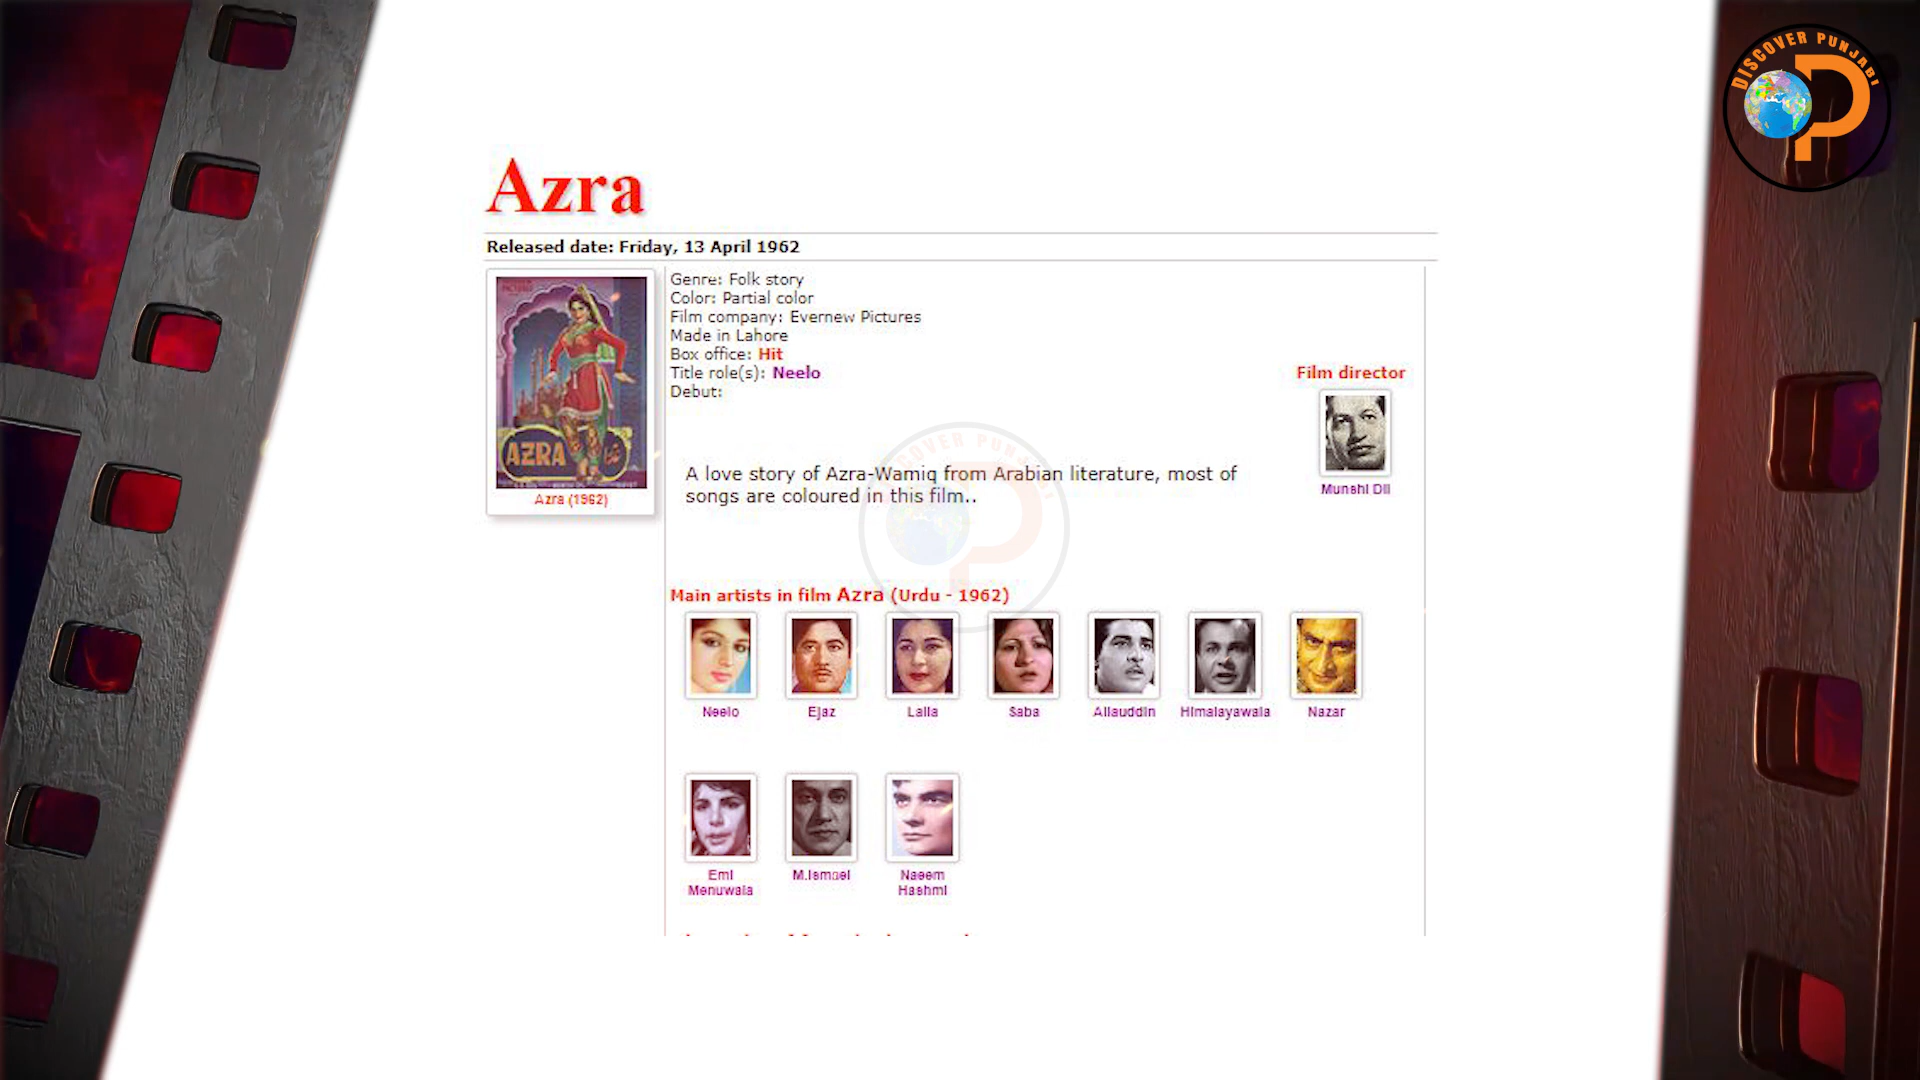 DISCOVER PUNJABI
P
Azra
Released date: Friday, 13 April 1962
Genre: Folk story
Color: Partial color
Film company: Evernew Pictures
Made in Lahore
Box office: Hit
Title role(s): Neelo
Debut:
Film director
Munshi Dil
AZRA
Azra (1962)
A love story of Azra-Wamiq from Arabian literature, most of
songs are coloured in this film..
Main artists in film Azra (Urdu - 1962)
Neelo Ejaz Laila Saba Allauddin Himalayawala Nazar
Emi M.Ismael Naeem
Menuwala Hashmi